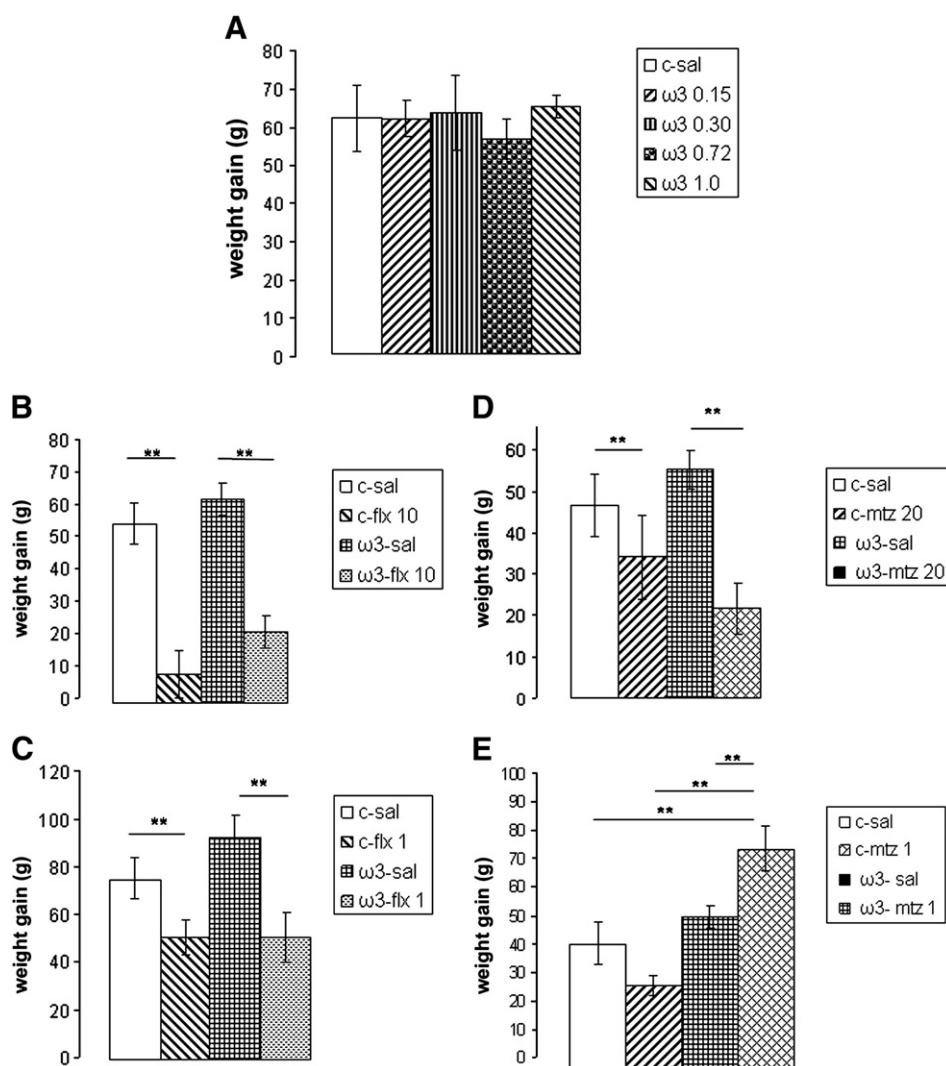 A
weight gain (g)
80
70
60
50
40
30
20
10
0
c-sal
ω3 0.15
ω3 0.30
ω3 0.72
ω3 1.0
B
weight gain (g)
80
70
60
50
40
30
20
10
0
**
**
c-sal
c-flx 10
ω3-sal
ω3-flx 10
D
weight gain (g)
60
50
40
30
20
10
0
**
**
c-sal
c-mtz 20
ω3-sal
ω3-mtz 20
C
weight gain (g)
120
100
80
60
40
20
0
**
**
c-sal
c-flx 1
ω3-sal
ω3-flx 1
E
weight gain (g)
100
90
80
70
60
50
40
30
20
10
0
**
**
**
c-sal
c-mtz 1
ω3- sal
ω3- mtz 1